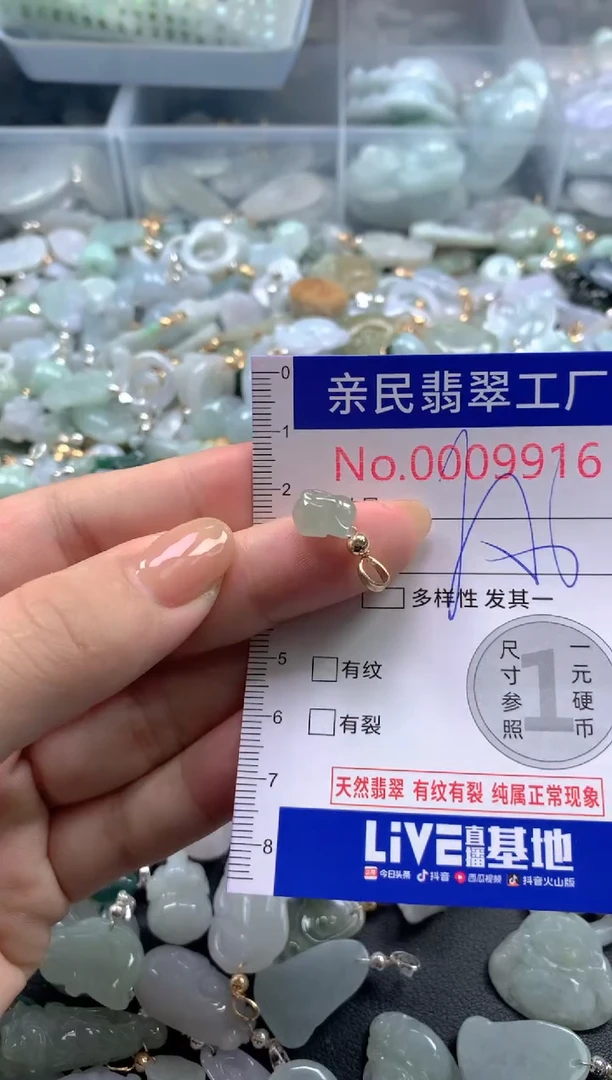 0
亲民翡翠工厂
1
No.0009916
2
多样性 发其一
5
有纹
尺寸参照
1
一元硬币
6
有裂
7
天然翡翠 有纹有裂 纯属正常现象
8
LiVE直播基地
今日头条 抖音 西瓜视频 抖音火山版